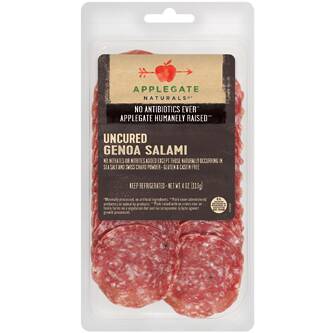 APPLEGATE
NATURALS
NO ANTIBIOTICS EVER
APPLEGATE HUMANELY RAISED
UNCURED
GENOA SALAMI
NO NITRATES OR NITRITES ADDED EXCEPT THOSE NATURALLY OCCURRING IN
SEA SALT AND SWISS CHARD POWDER • GLUTEN & CASEIN FREE
KEEP REFRIGERATED • NET WT. 4 OZ (113g)